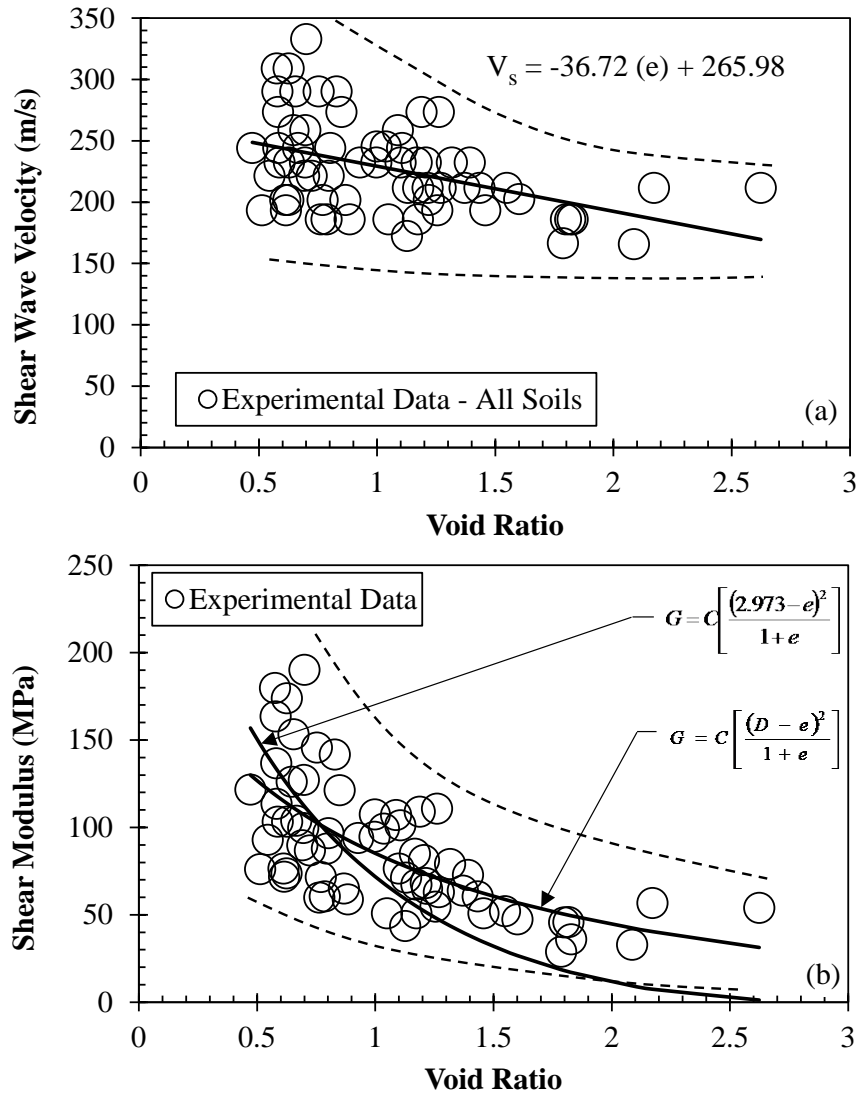 350
300
250
200
150
100
50
0
Shear Wave Velocity (m/s)
V_s = -36.72 (e) + 265.98
Experimental Data - All Soils
(a)
0 0.5 1 1.5 2 2.5 3
Void Ratio
250
200
150
100
50
0
Shear Modulus (MPa)
Experimental Data
G = C[(2.973 − e)²/ 1 + e]
G = C[(D − e)² / 1 + e]
(b)
0 0.5 1 1.5 2 2.5 3
Void Ratio